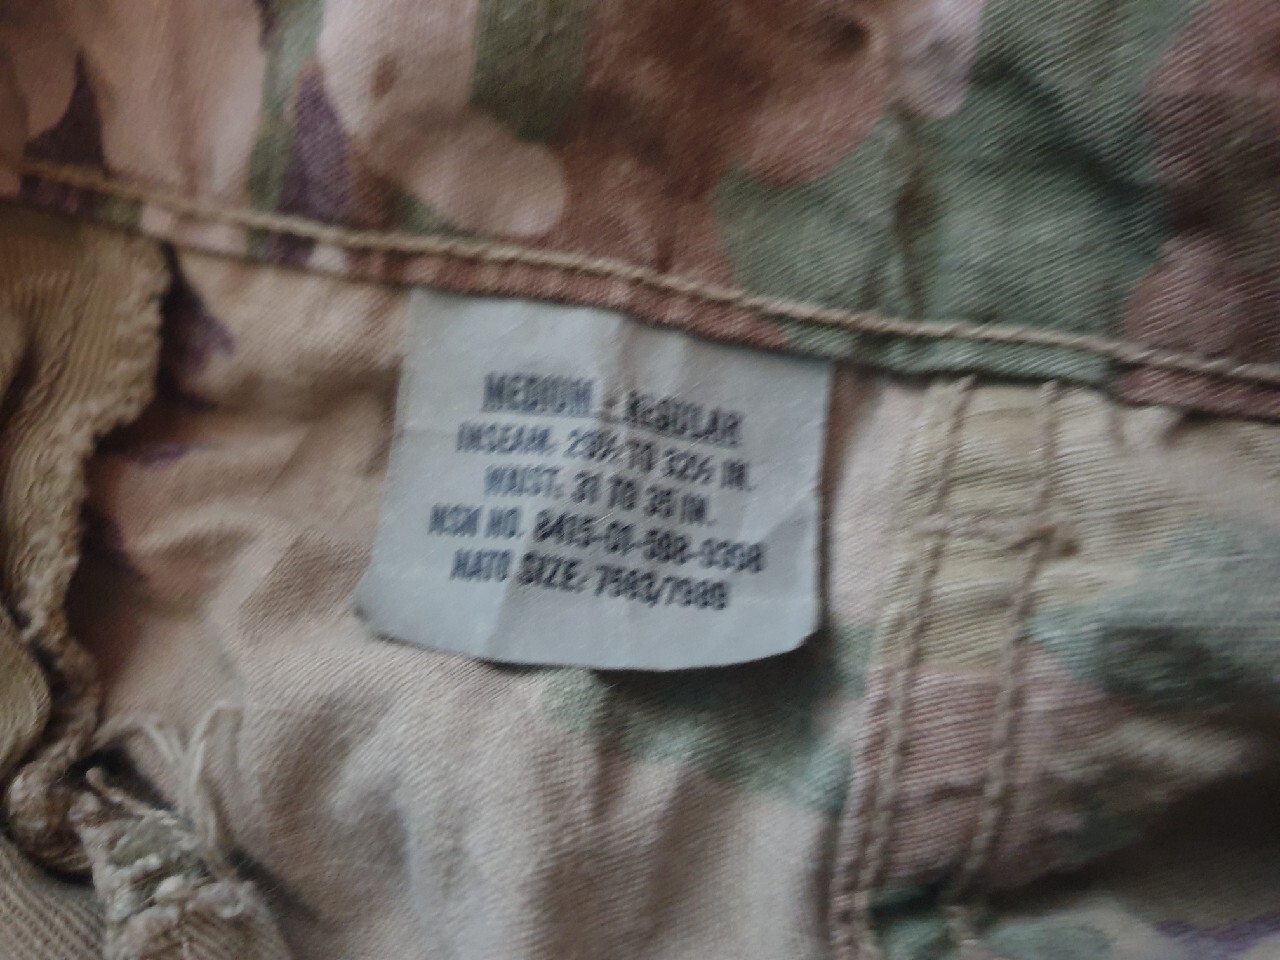 MEDIUM - REGULAR
INSEAM: 29½ TO 32½ IN.
WAIST: 31 TO 35 IN.
NSN NO. 8415-01-598-9398
NATO SIZE: 7583/7989